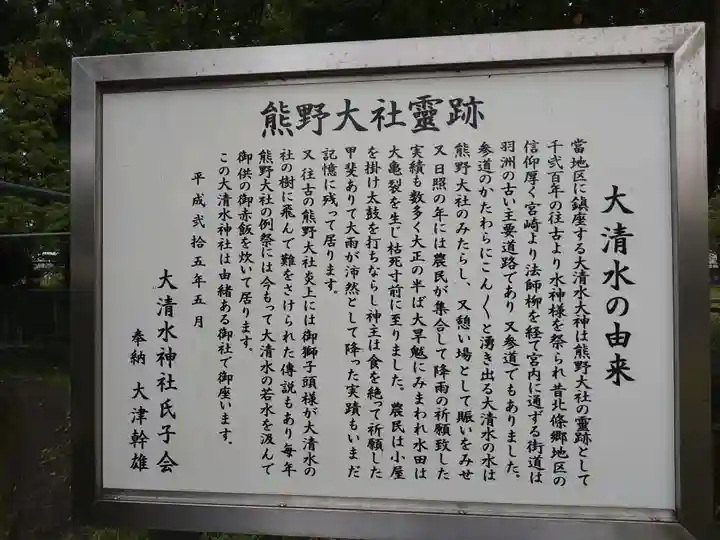 熊野大社靈跡
大清水の由来
當地区に鎮座する大清水大神は熊野大社の靈跡として
千弐百年の往古より水神様を祭られ昔北條郷地区の
信仰厚く宮崎より法師柳を経て宮内に通ずる街道は
羽洲の古い主要道路であり又参道でもありました。
参道のかたわらにこん〱と湧き出る大清水の水は
熊野大社のみたらし、又憩い場として賑いをみせ
又日照の年には農民が集合して降雨の祈願致した
実績も数多く大正の半ば大旱魃にみまわれ水田は
大亀裂を生じ枯死寸前に至りました。農民は小屋
を掛け太鼓を打ちならし神主は食を絶って祈願した
甲斐ありて大雨が沛然として降った実蹟もいまだ
記憶に残って居ります。
又往古の熊野大社炎上には御獅子頭様が大清水の
社の樹に飛んで難をさけられた傳説もあり毎年
熊野大社の例祭には今もって大清水の若水を汲んで
御供の御赤飯を炊いて居ります。
この大清水神社は由緒ある御社で御座います。
平成弐拾五年五月
大清水神社氏子会
奉納 大津幹雄